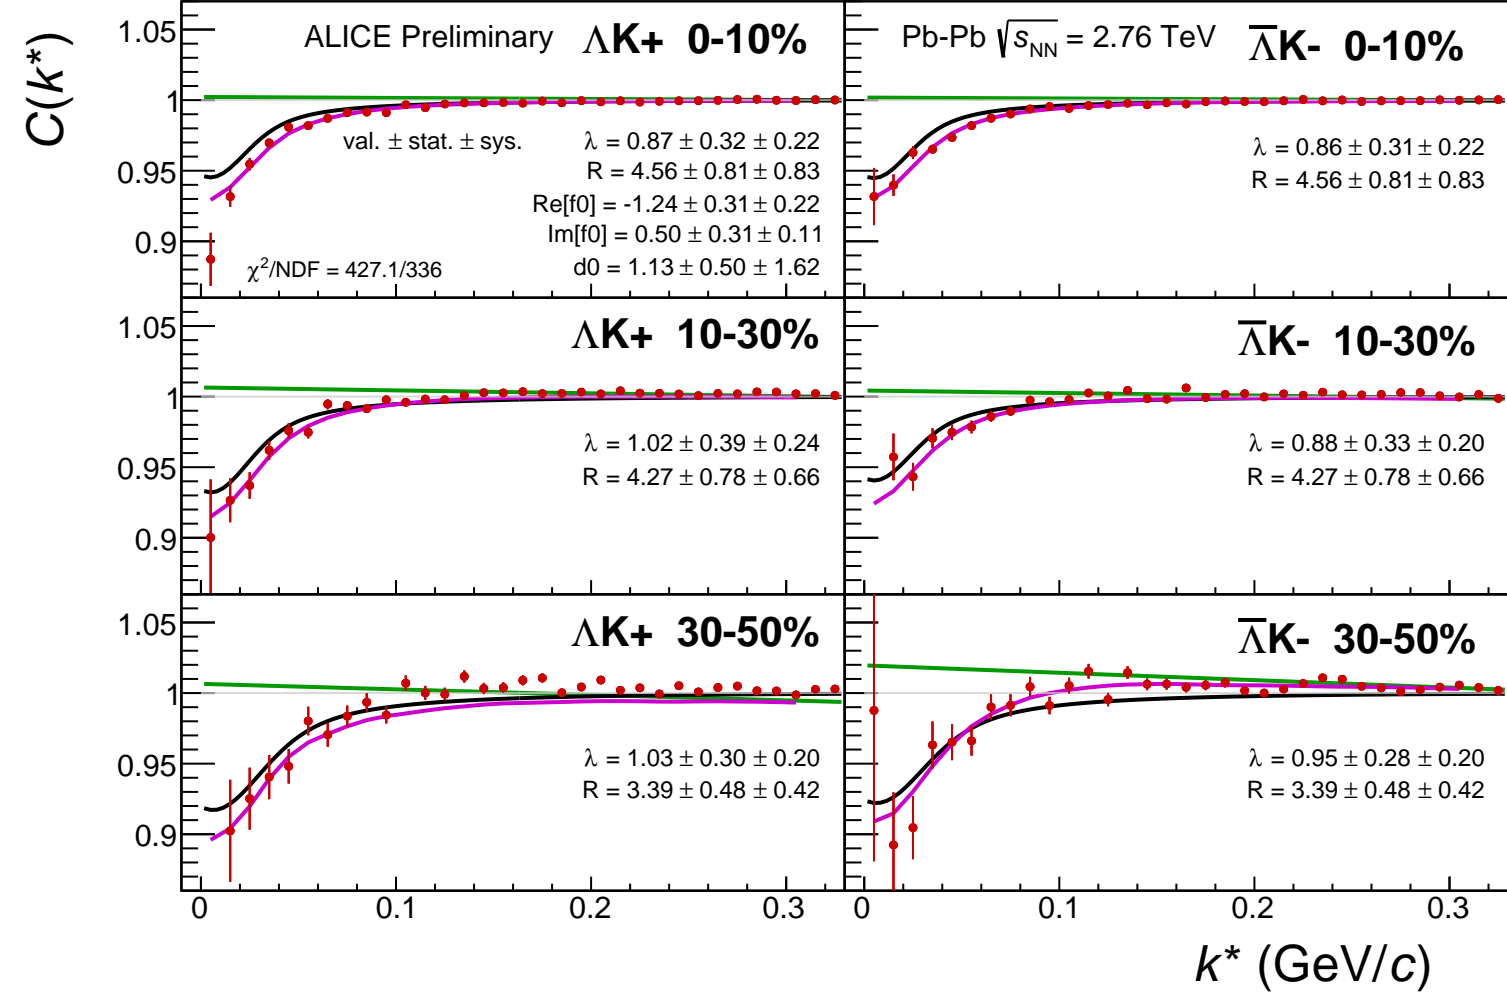 C(k*)
ALICE Preliminary ΛK+ 0-10%
val. ± stat. ± sys.
λ = 0.87 ± 0.32 ± 0.22
R = 4.56 ± 0.81 ± 0.83
Re[f0] = -1.24 ± 0.31 ± 0.22
Im[f0] = 0.50 ± 0.31 ± 0.11
d0 = 1.13 ± 0.50 ± 1.62
χ²/NDF = 427.1/336
1.05
1
0.95
0.9
Pb-Pb √s_NN = 2.76 TeV Λ̅K- 0-10%
λ = 0.86 ± 0.31 ± 0.22
R = 4.56 ± 0.81 ± 0.83
ΛK+ 10-30%
λ = 1.02 ± 0.39 ± 0.24
R = 4.27 ± 0.78 ± 0.66
1.05
1
0.95
0.9
Λ̅K- 10-30%
λ = 0.88 ± 0.33 ± 0.20
R = 4.27 ± 0.78 ± 0.66
ΛK+ 30-50%
λ = 1.03 ± 0.30 ± 0.20
R = 3.39 ± 0.48 ± 0.42
1.05
1
0.95
0.9
Λ̅K- 30-50%
λ = 0.95 ± 0.28 ± 0.20
R = 3.39 ± 0.48 ± 0.42
0 0.1 0.2 0.3 0 0.1 0.2 0.3
k* (GeV/c)